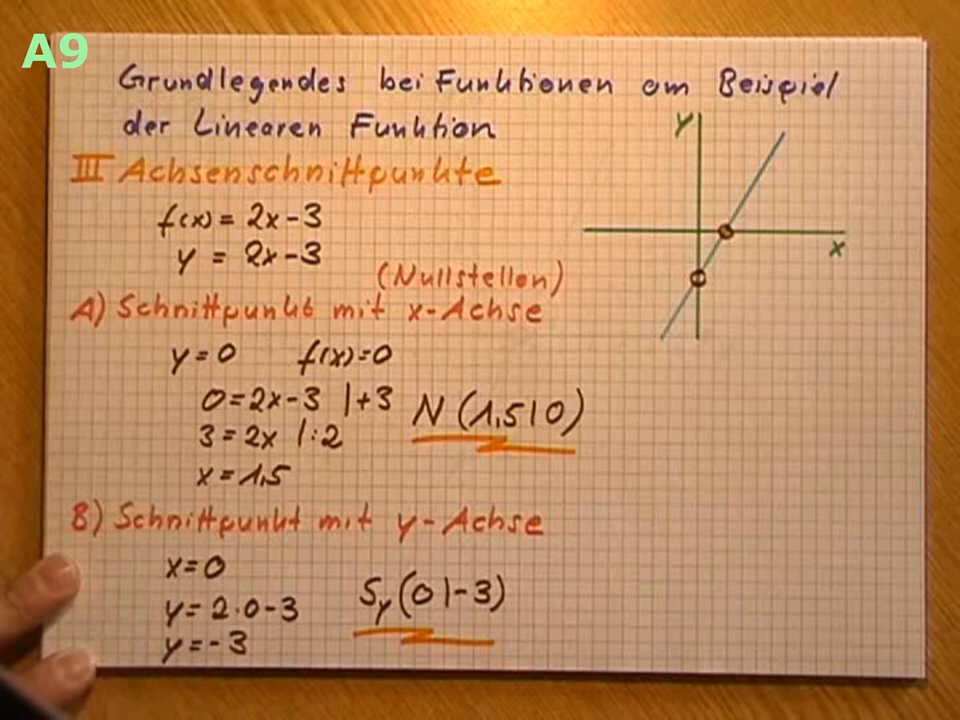 A9
Grundlegendes bei Funktionen am Beispiel
der Linearen Funktion
III Achsenschnittpunkte
f(x) = 2x-3
y = 2x-3
(Nullstellen)
A) Schnittpunkt mit x-Achse
y=0 f(x)=0
0=2x-3 |+3
3=2x |:2
x=1,5
N (1,5|0)
B) Schnittpunkt mit y-Achse
x=0
y=2·0-3
y=-3
Sy(0|-3)
y
x